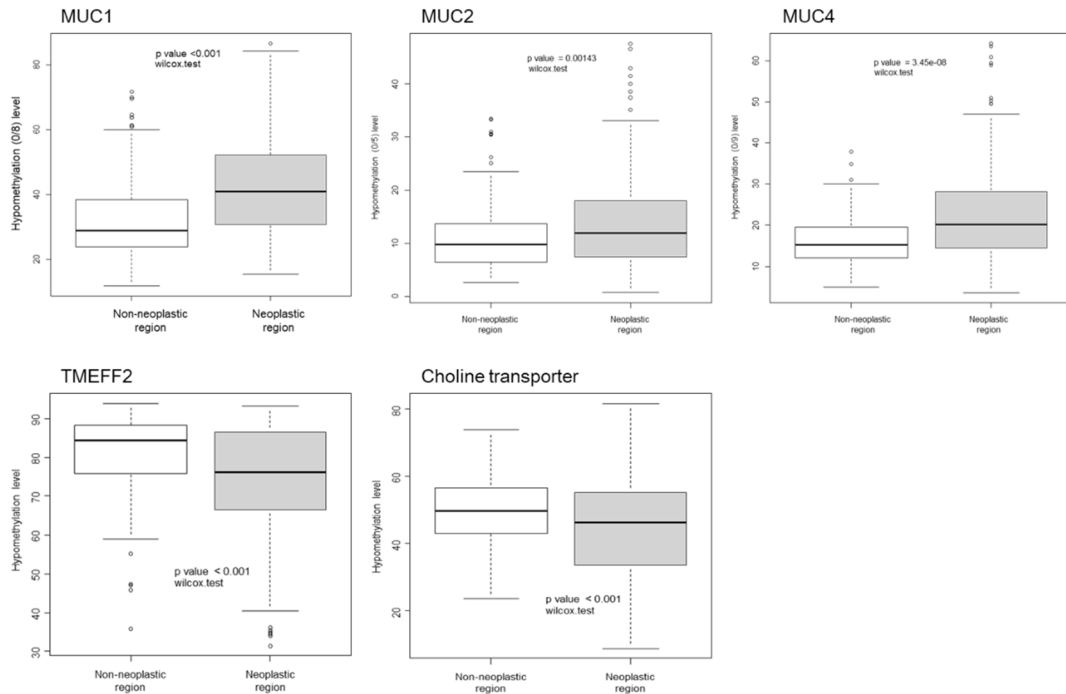 MUC1
Hypomethylation (0/8) level
80
60
40
20
p value <0.001
wilcox.test
Non-neoplastic
region
Neoplastic
region
MUC2
Hypomethylation (0/5) level
40
30
20
10
0
p value = 0.00143
wilcox.test
Non-neoplastic
region
Neoplastic
region
MUC4
Hypomethylation (0/9) level
60
50
40
30
20
10
p value = 3.45e-08
wilcox.test
Non-neoplastic
region
Neoplastic
region
TMEFF2
Hypomethylation level
90
80
70
60
50
40
30
p value < 0.001
wilcox.test
Non-neoplastic
region
Neoplastic
region
Choline transporter
Hypomethylation level
80
60
40
20
p value < 0.001
wilcox.test
Non-neoplastic
region
Neoplastic
region